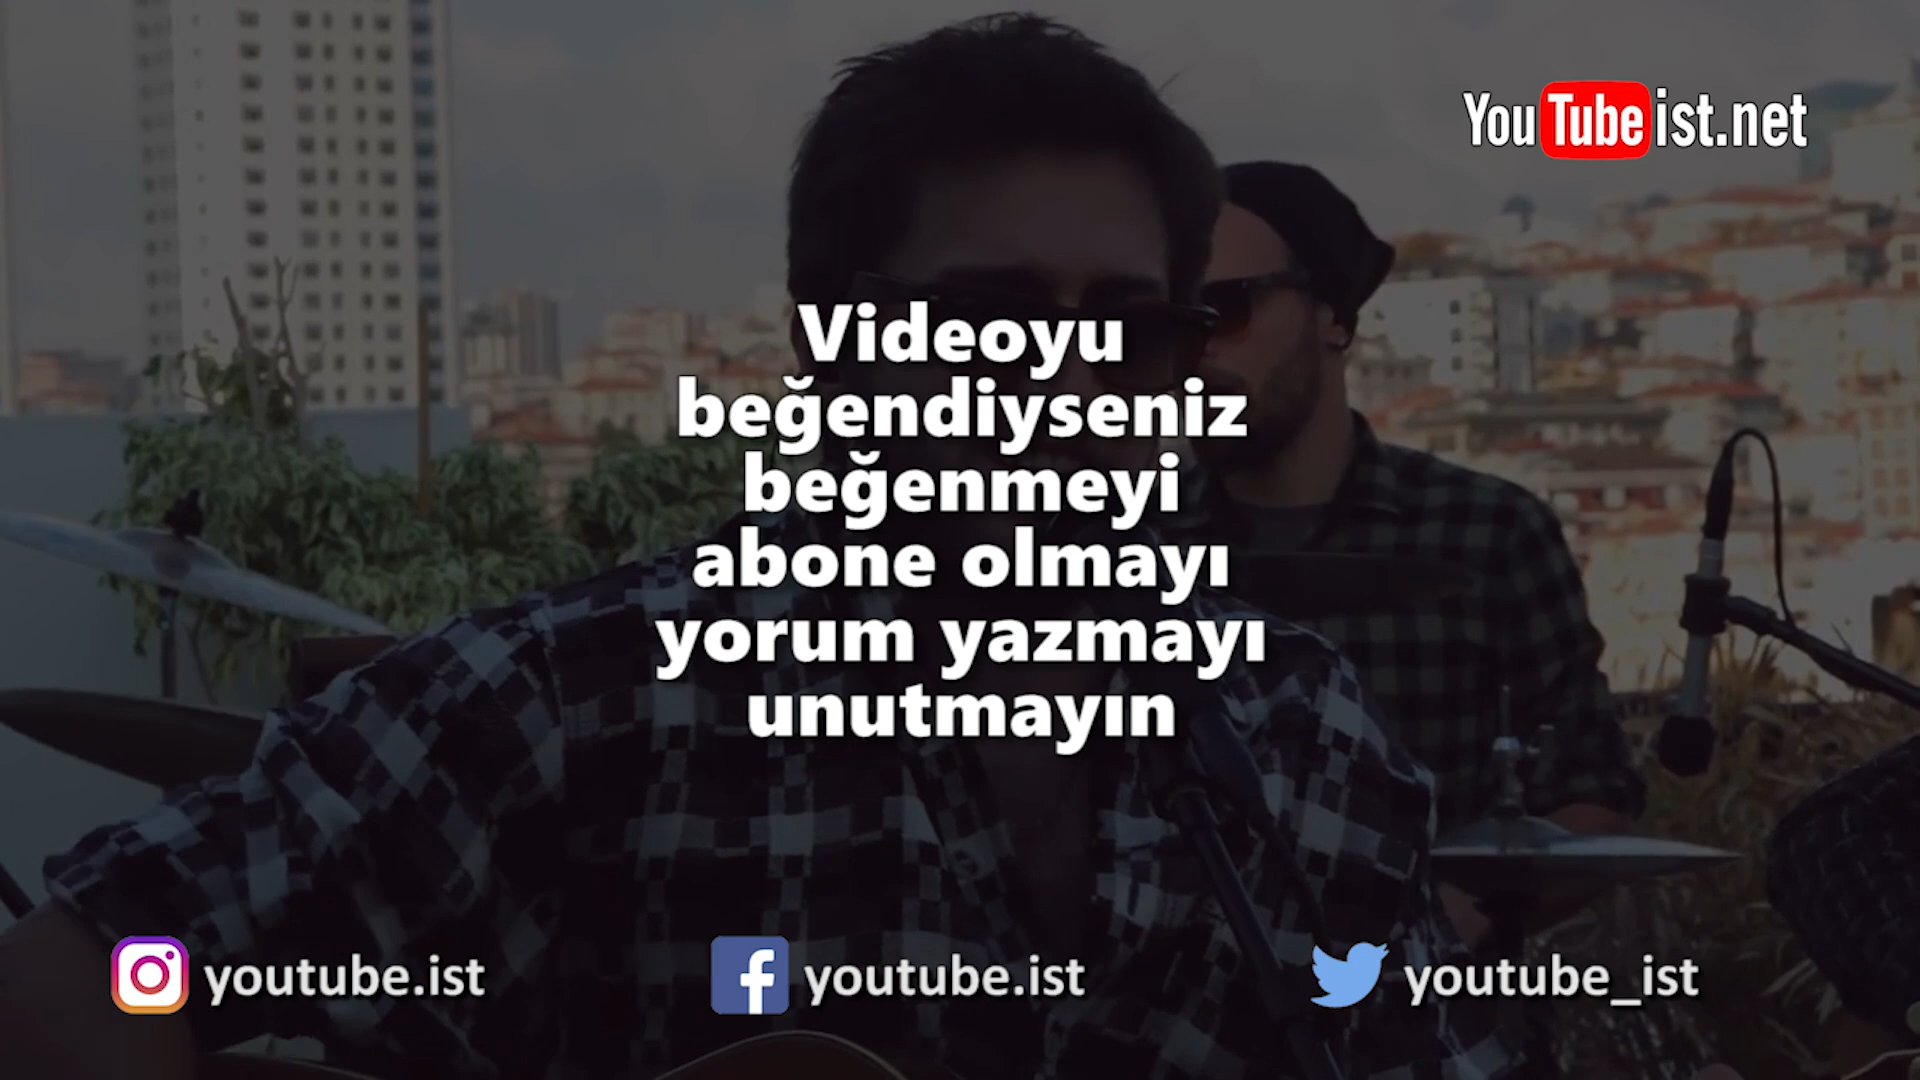 YouTubeist.net
Videoyu
beğendiyseniz
beğenmeyi
abone olmayı
yorum yazmayı
unutmayın
youtube.ist
youtube.ist
youtube_ist